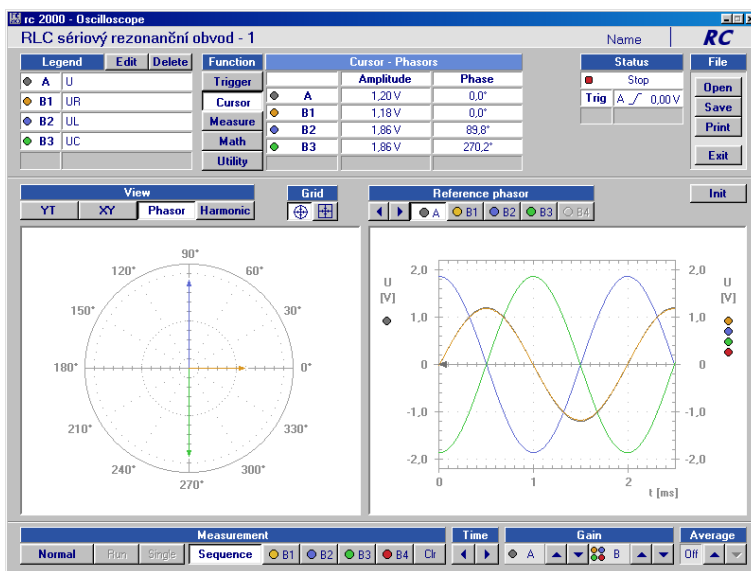 rc 2000 - Oscilloscope
RLC sériový rezonanční obvod - 1
Name
RC
Legend Edit Delete
A U
B1 UR
B2 UL
B3 UC
Function
Trigger
Cursor
Measure
Math
Utility
Cursor - Phasors
Amplitude Phase
A 1,20 V 0,0°
B1 1,18 V 0,0°
B2 1,86 V 89,8°
B3 1,86 V 270,2°
Status
Stop
Trig A 0,00 V
File
Open
Save
Print
Exit
View
YT XY Phasor Harmonic
Grid
Reference phasor
A B1 B2 B3 B4
Init
90°
120° 60°
150° 30°
180° 0°
210° 330°
240° 300°
270°
2,0 2,0
U U
[V] [V]
1,0 1,0
0 0
-1,0 -1,0
-2,0 -2,0
0 1 2
t [ms]
Measurement
Normal Run Single Sequence B1 B2 B3 B4 Clr
Time
Gain
A B
Average
Off